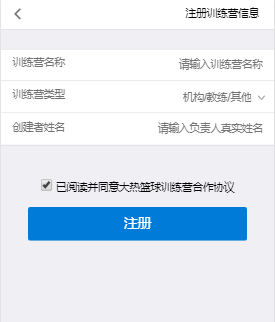 注册训练营信息
训练营名称 请输入训练营名称
训练营类型 机构/教练/其他
创建者姓名 请输入负责人真实姓名
已阅读并同意大热篮球训练营合作协议
注册